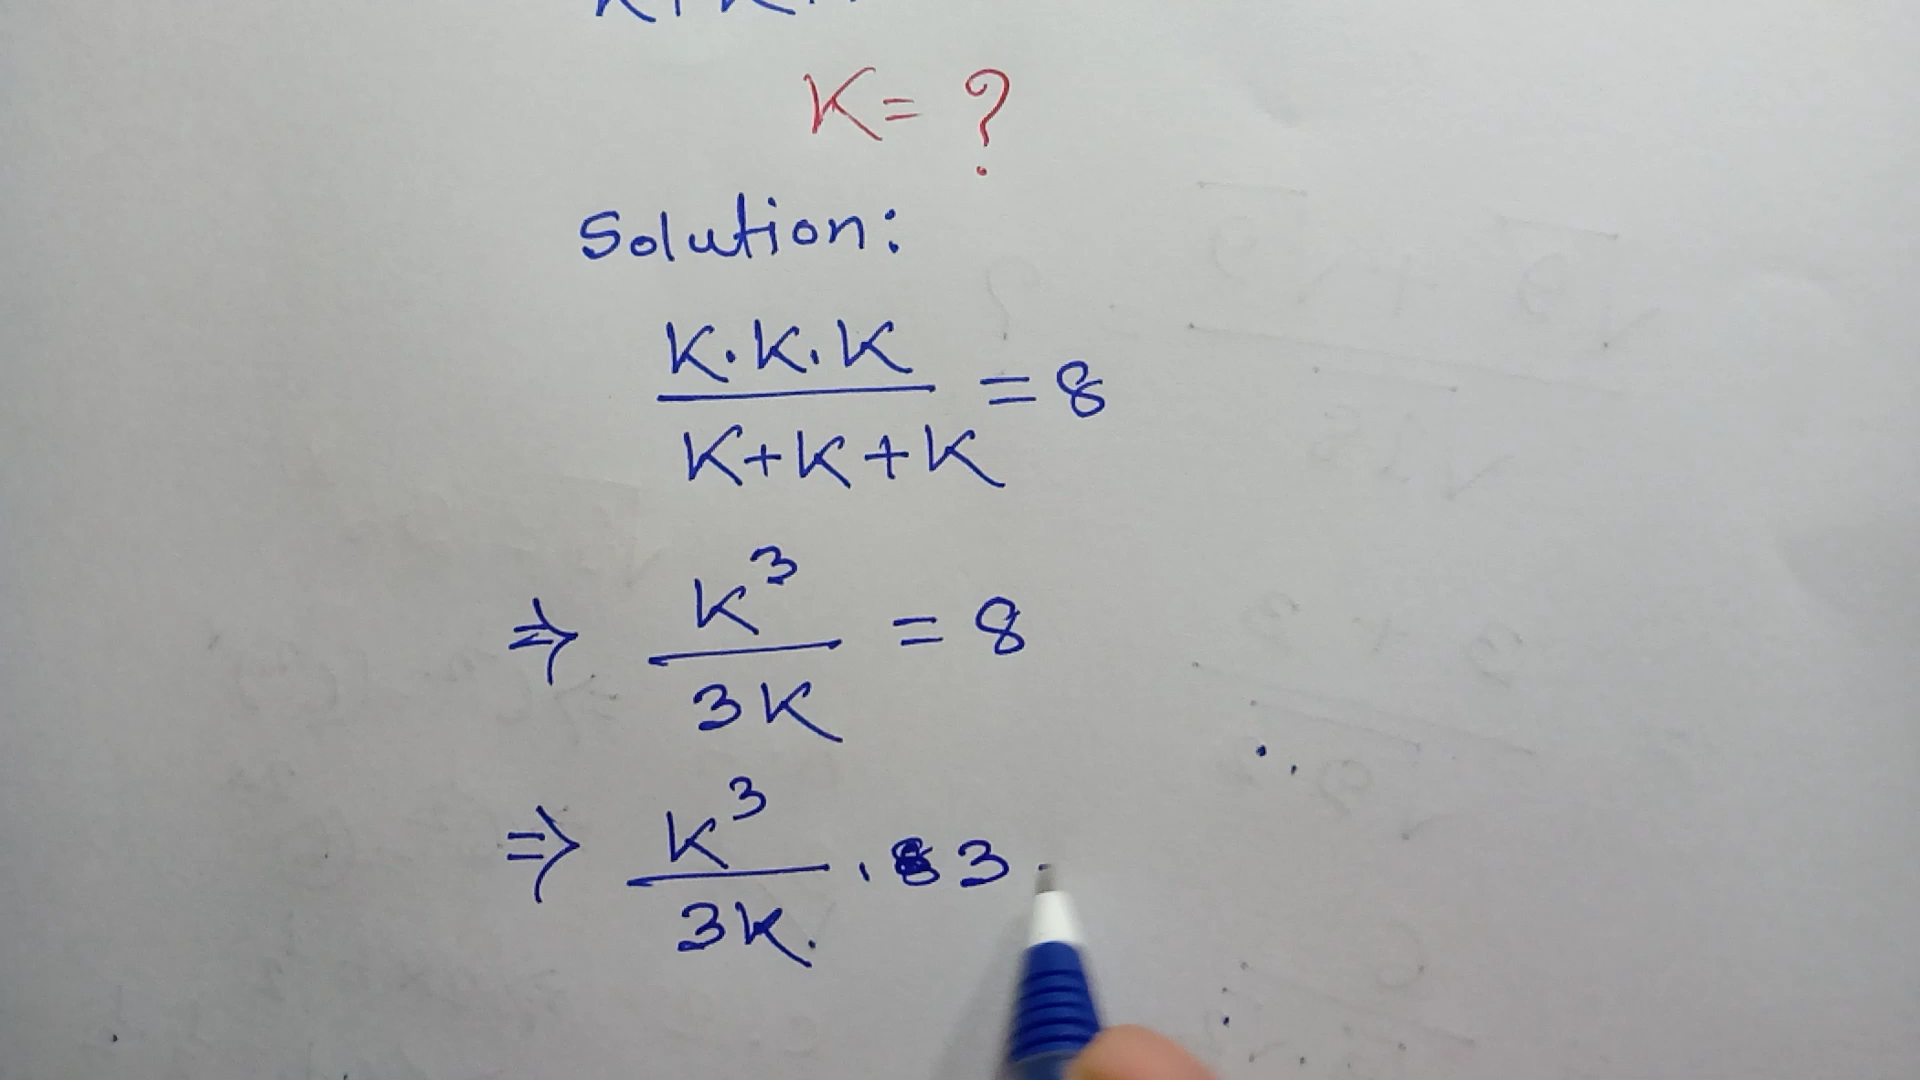 K = ?
Solution:
K·K·K
/ K+K+K = 8
⇒ K³/3K = 8
⇒ K³/3K · 3